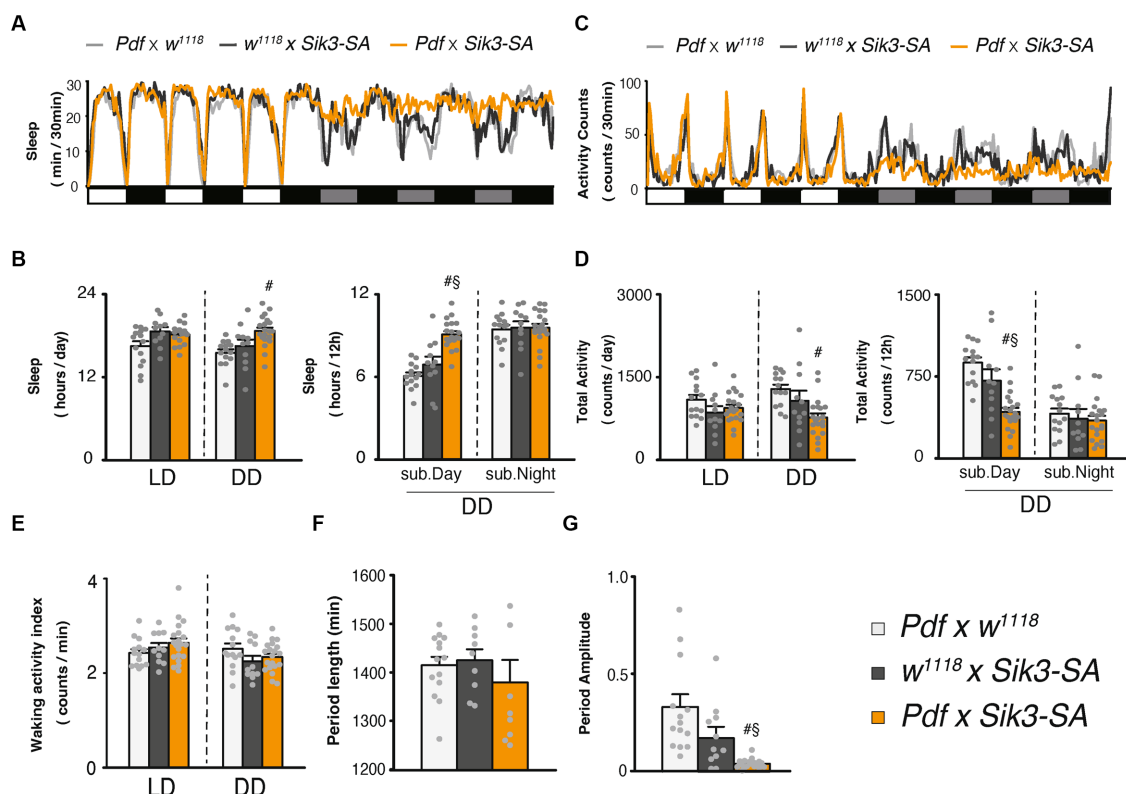 A
Pdf x w1118
w1118 x Sik3-SA
Pdf x Sik3-SA
Sleep
( min / 30min )
30
20
10
0
C
Pdf x w1118
w1118 x Sik3-SA
Pdf x Sik3-SA
Activity Counts
( counts / 30min )
100
50
0
B
Sleep
( hours / day )
24
12
0
#
LD
DD
Sleep
( hours / 12h )
12
6
0
#§
sub.Day
sub.Night
DD
D
Total Activity
( counts / day )
3000
1500
0
#
LD
DD
Total Activity
( counts / 12h )
1500
750
0
#§
sub.Day
sub.Night
DD
E
Waking activity index
( counts / min )
4
2
0
LD
DD
F
Period length (min)
1600
1500
1400
1300
1200
G
Period Amplitude
1.0
0.5
0
#§
Pdf x w1118
w1118 x Sik3-SA
Pdf x Sik3-SA